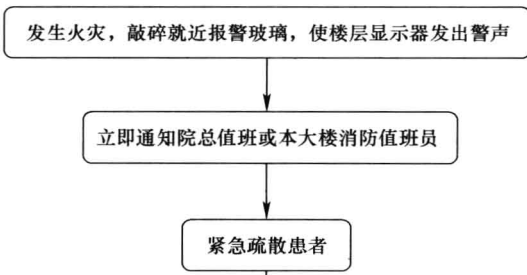 发生火灾，敲碎就近报警玻璃，使楼层显示器发出警声
立即通知院总值班或本大楼消防值班员
紧急疏散患者